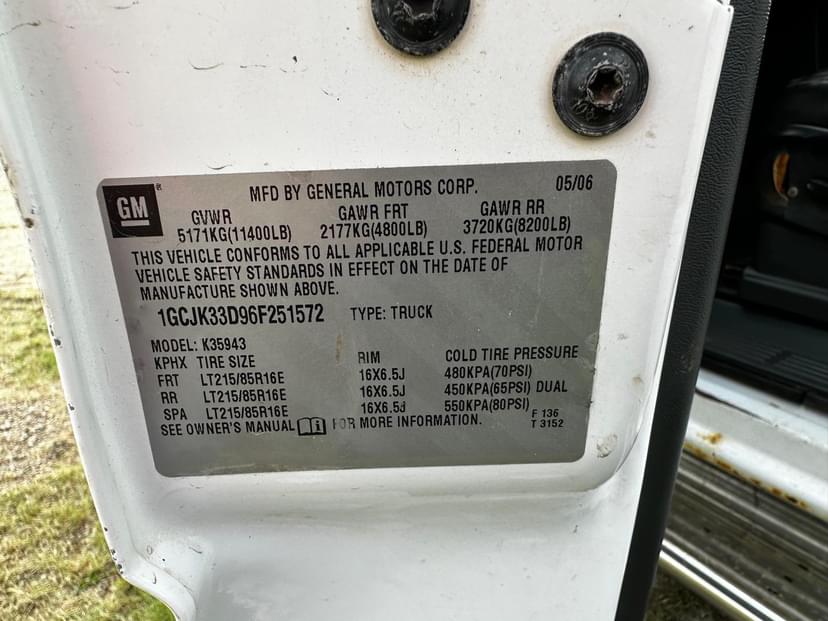 GM® MFD BY GENERAL MOTORS CORP. 05/06
GVWR GAWR FRT GAWR RR
5171KG(11400LB) 2177KG(4800LB) 3720KG(8200LB)
THIS VEHICLE CONFORMS TO ALL APPLICABLE U.S. FEDERAL MOTOR
VEHICLE SAFETY STANDARDS IN EFFECT ON THE DATE OF
MANUFACTURE SHOWN ABOVE.
1GCJK33D96F251572 TYPE: TRUCK
MODEL: K35943
KPHX TIRE SIZE RIM COLD TIRE PRESSURE
FRT LT215/85R16E 16X6.5J 480KPA(70PSI)
RR LT215/85R16E 16X6.5J 450KPA(65PSI) DUAL
SPA LT215/85R16E 16X6.5J 550KPA(80PSI)
SEE OWNER'S MANUAL i FOR MORE INFORMATION.
F 136
T 3152